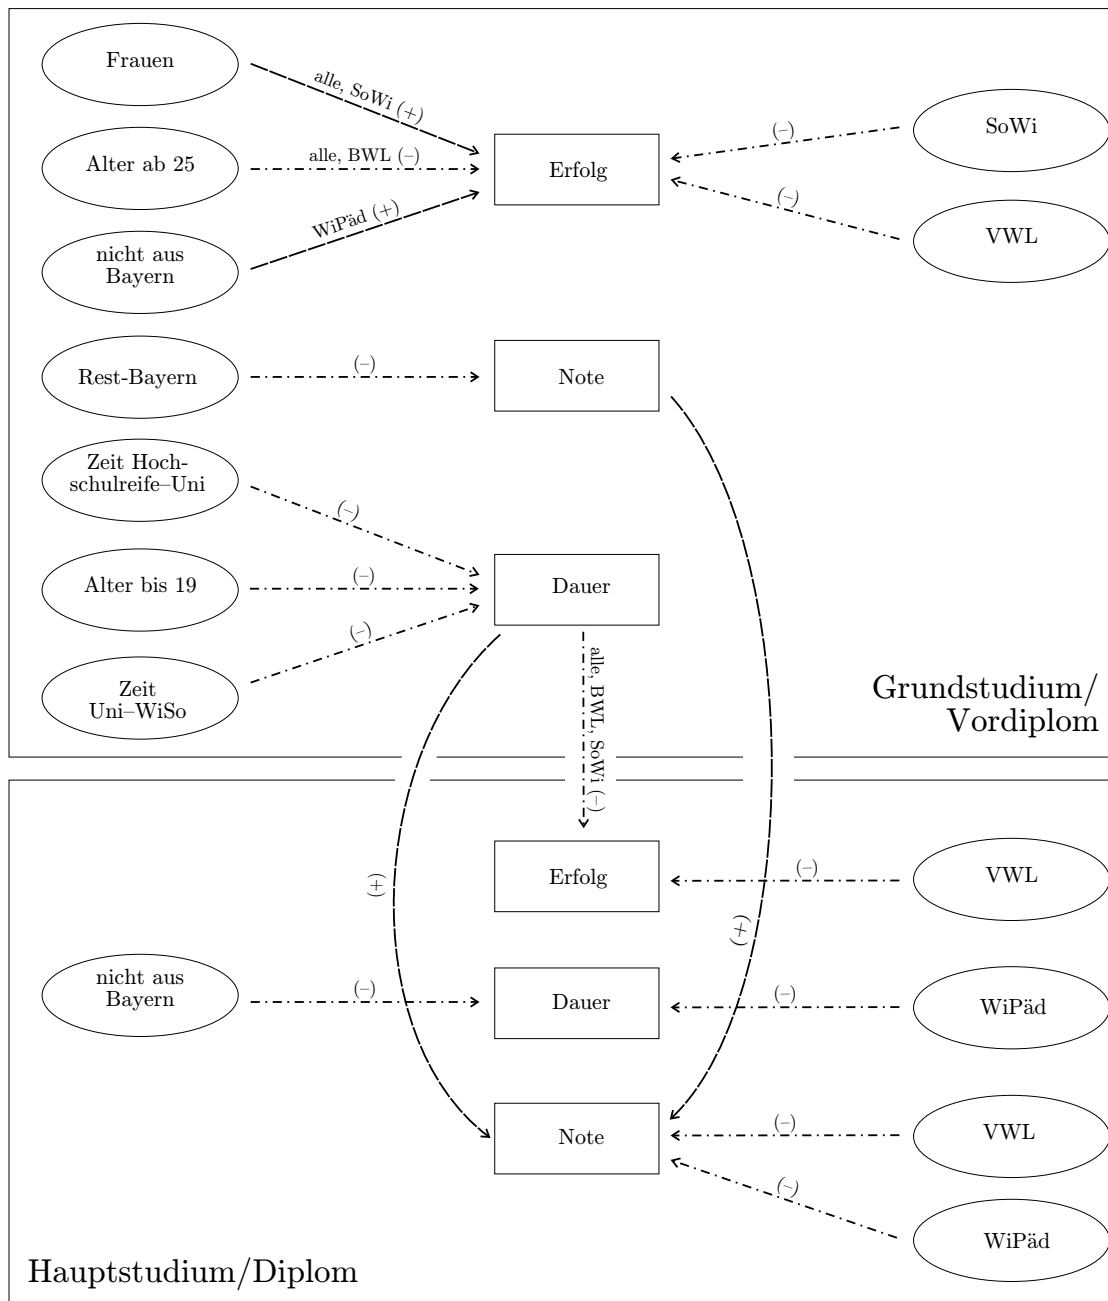 Frauen
alle, SoWi (+)
SoWi
(–)
Alter ab 25
alle, BWL (–)
Erfolg
(–)
VWL
WiPäd (+)
nicht aus
Bayern
Rest-Bayern
(–)
Note
Zeit Hoch-
schulreife–Uni
(–)
Alter bis 19
(–)
Dauer
(–)
Zeit
Uni–WiSo
alle, BWL, SoWi (–)
Grundstudium/
Vordiplom
Erfolg
(–)
VWL
(+)
(+)
nicht aus
Bayern
(–)
Dauer
(–)
WiPäd
Note
(–)
VWL
(–)
WiPäd
Hauptstudium/Diplom